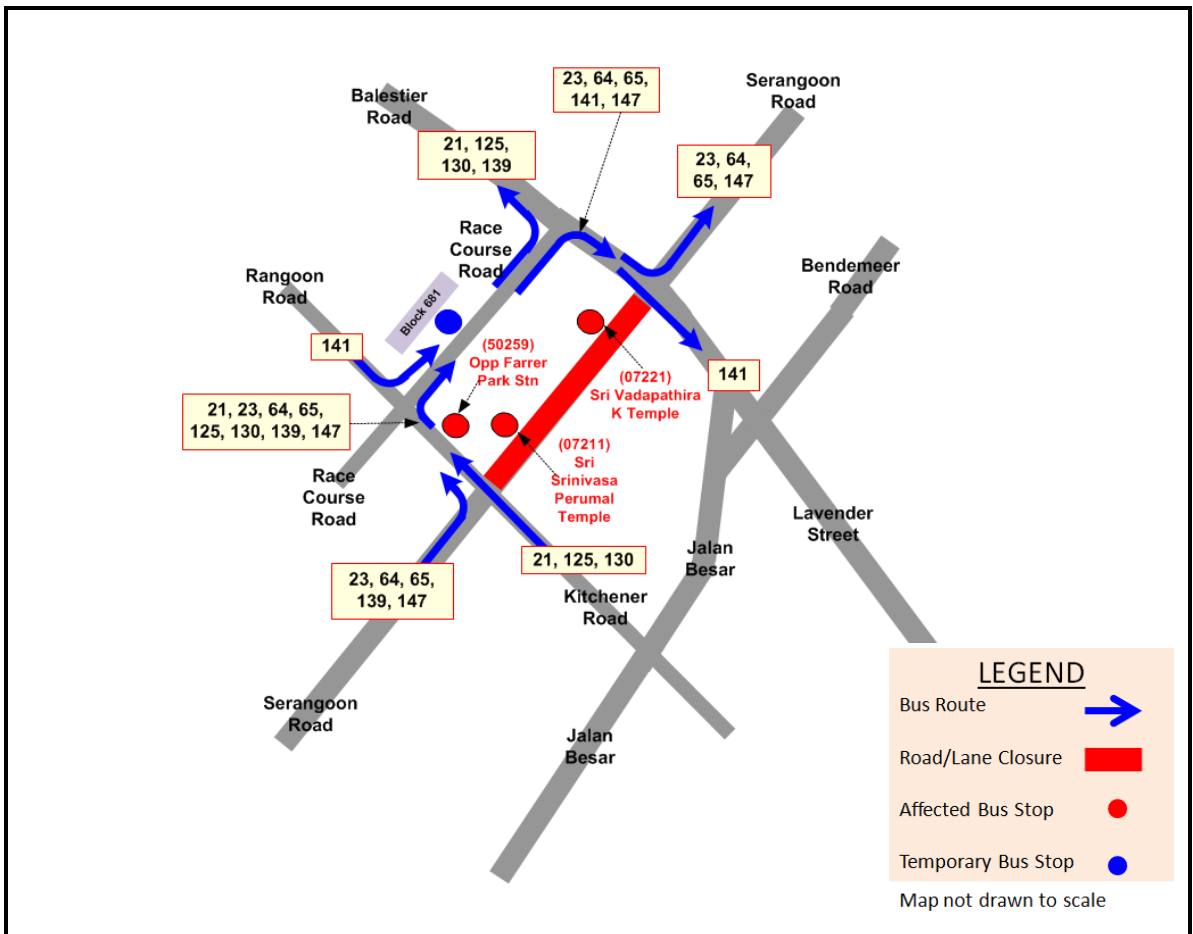 23, 64, 65,
141, 147
Serangoon
Road
Balestier
Road
21, 125,
130, 139
23, 64,
65, 147
Race
Course
Road
Rangoon
Road
Bendemeer
Road
Block 681
141
(50259)
Opp Farrer
Park Stn
(07221)
Sri Vadapathira
K Temple
141
21, 23, 64, 65,
125, 130, 139, 147
(07211)
Sri
Srinivasa
Perumal
Temple
Race
Course
Road
Lavender
Street
Jalan
Besar
21, 125, 130
23, 64, 65,
139, 147
Kitchener
Road
Serangoon
Road
Jalan
Besar
LEGEND
Bus Route
Road/Lane Closure
Affected Bus Stop
Temporary Bus Stop
Map not drawn to scale